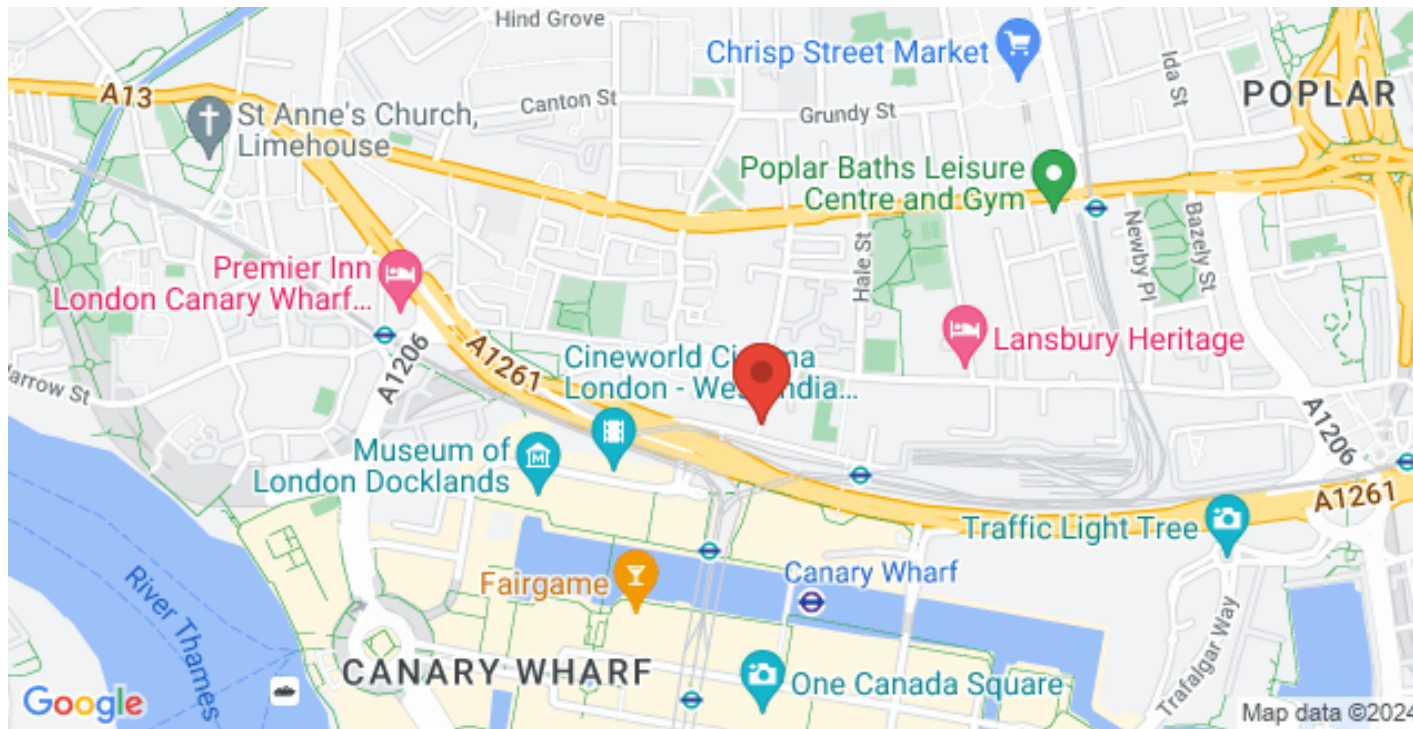 Hind Grove
Chrisp Street Market
Ida St
POPLAR
A13
Canton St
Grundy St
St Anne's Church,
Limehouse
Poplar Baths Leisure
Centre and Gym
Newby Pl
Bazely St
Hale St
Premier Inn
London Canary Wharf...
A1206
A1261
Lansbury Heritage
Cineworld
London -
India...
arrow St
A1206
Museum of
London Docklands
A1261
Traffic Light Tree
Canary Wharf
Fairgame
River Thames
Trafalgar Way
CANARY WHARF
One Canada Square
Google
Map data ©2024